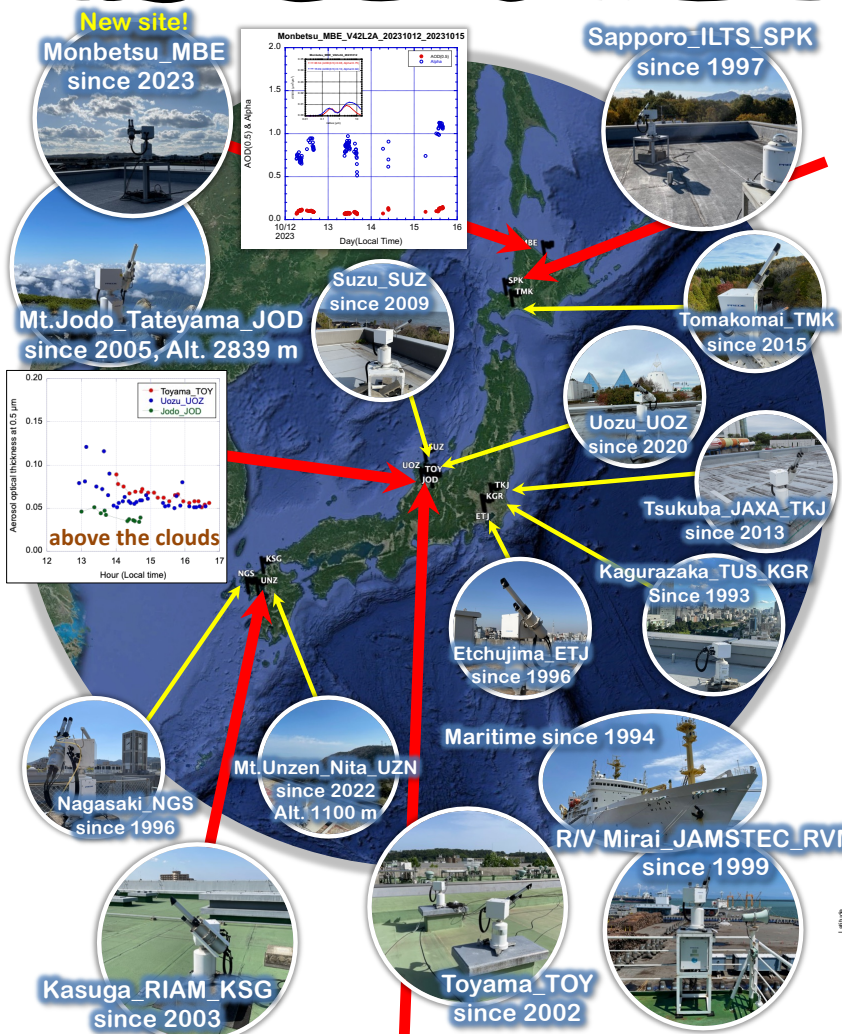 New site!
Monbetsu_MBE
since 2023
Monbetsu_MBE_V42L2A_20231012_20231015
AOD(0.5)
Alpha
AOD(0.5) & Alpha
2.0
1.5
1.0
0.5
0.0
10/12
2023
13
14
15
16
Day(Local Time)
Sapporo_ILTS_SPK
since 1997
MBE
SPK
TMK
Mt.Jodo_Tateyama_JOD
since 2005, Alt. 2839 m
Suzu_SUZ
since 2009
Tomakomai_TMK
since 2015
Uozu_UOZ
since 2020
Toyama_TOY
Uozu_UOZ
Jodo_JOD
Aerosol optical thickness at 0.5 µm
0.20
0.15
0.10
0.05
0.00
above the clouds
12
13
14
15
16
17
Hour (Local time)
SUZ
UOZ
TOY
JOD
TKJ
KGR
ETJ
Tsukuba_JAXA_TKJ
since 2013
Kagurazaka_TUS_KGR
Since 1993
KSG
NGS
UNZ
Etchujima_ETJ
since 1996
Maritime since 1994
Nagasaki_NGS
since 1996
Mt.Unzen_Nita_UZN
since 2022
Alt. 1100 m
R/V Mirai_JAMSTEC_RVM
since 1999
Kasuga_RIAM_KSG
since 2003
Toyama_TOY
since 2002
Latitude